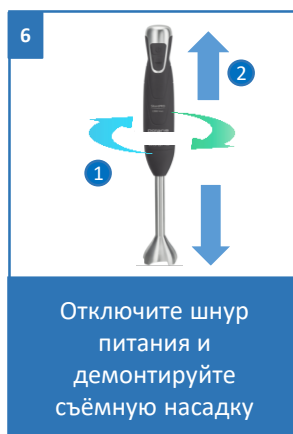 6
2
1
Отключите шнур
питания и
демонтируйте
съёмную насадку